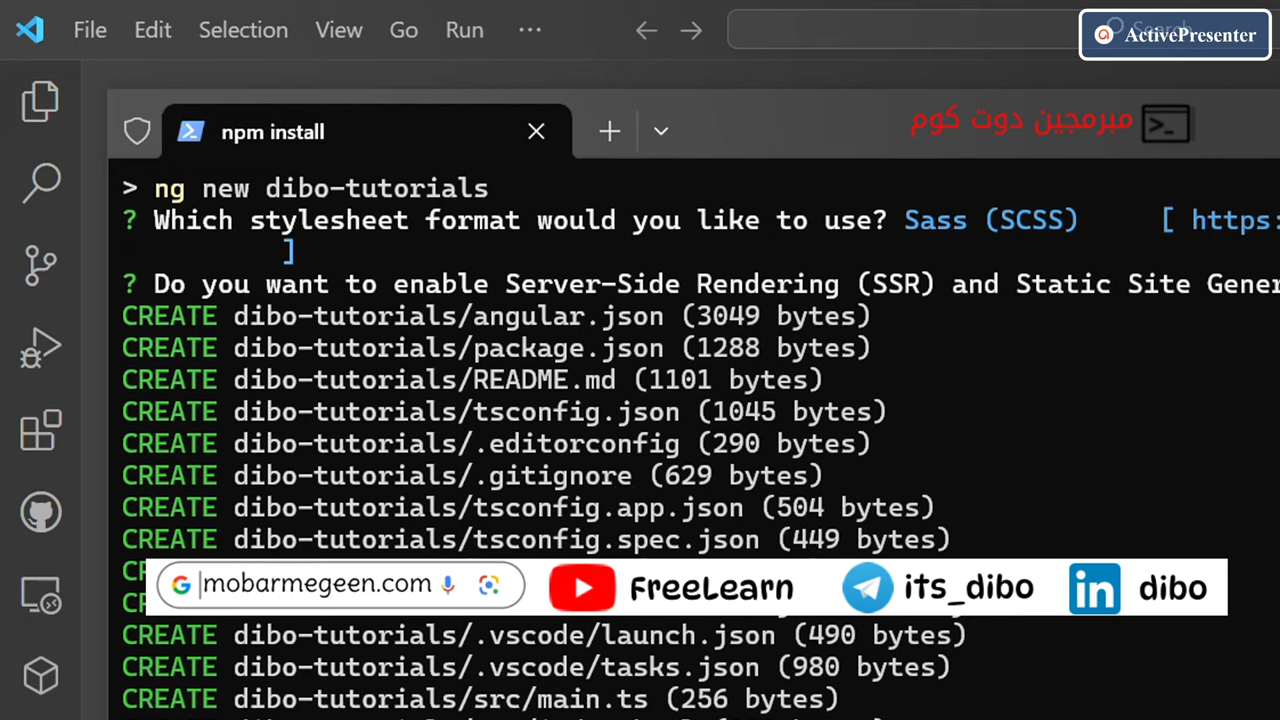 File Edit Selection View Go Run ···
Search
ActivePresenter
npm install
مبرمجين دوت كوم
> ng new dibo-tutorials
? Which stylesheet format would you like to use? Sass (SCSS) [ https:
]
? Do you want to enable Server-Side Rendering (SSR) and Static Site Gener
CREATE dibo-tutorials/angular.json (3049 bytes)
CREATE dibo-tutorials/package.json (1288 bytes)
CREATE dibo-tutorials/README.md (1101 bytes)
CREATE dibo-tutorials/tsconfig.json (1045 bytes)
CREATE dibo-tutorials/.editorconfig (290 bytes)
CREATE dibo-tutorials/.gitignore (629 bytes)
CREATE dibo-tutorials/tsconfig.app.json (504 bytes)
CREATE dibo-tutorials/tsconfig.spec.json (449 bytes)
mobarmegeen.com FreeLearn its_dibo dibo
CREATE dibo-tutorials/.vscode/launch.json (490 bytes)
CREATE dibo-tutorials/.vscode/tasks.json (980 bytes)
CREATE dibo-tutorials/src/main.ts (256 bytes)